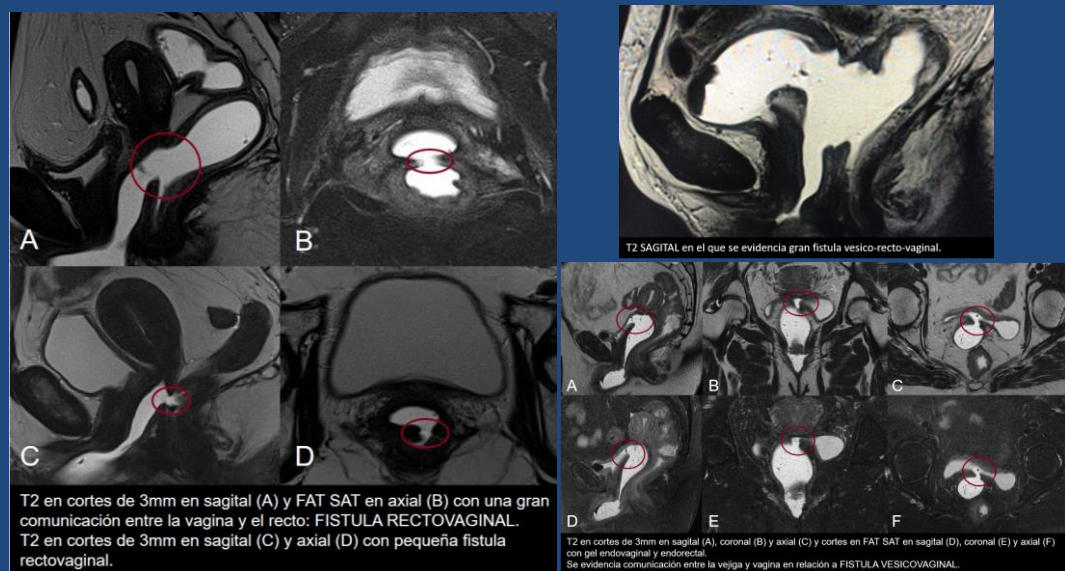 A
B
C
D
T2 en cortes de 3mm en sagital (A) y FAT SAT en axial (B) con una gran
comunicación entre la vagina y el recto: FISTULA RECTOVAGINAL.
T2 en cortes de 3mm en sagital (C) y axial (D) con pequeña fistula
rectovaginal.
T2 SAGITAL en el que se evidencia gran fistula vesico-recto-vaginal.
A
B
C
D
E
F
T2 en cortes de 3mm en sagital (A), coronal (B) y axial (C) y cortes en FAT SAT en sagital (D), coronal (E) y axial (F)
con gel endovaginal y endorectal.
Se evidencia comunicación entre la vejiga y vagina en relación a FISTULA VESICOVAGINAL.